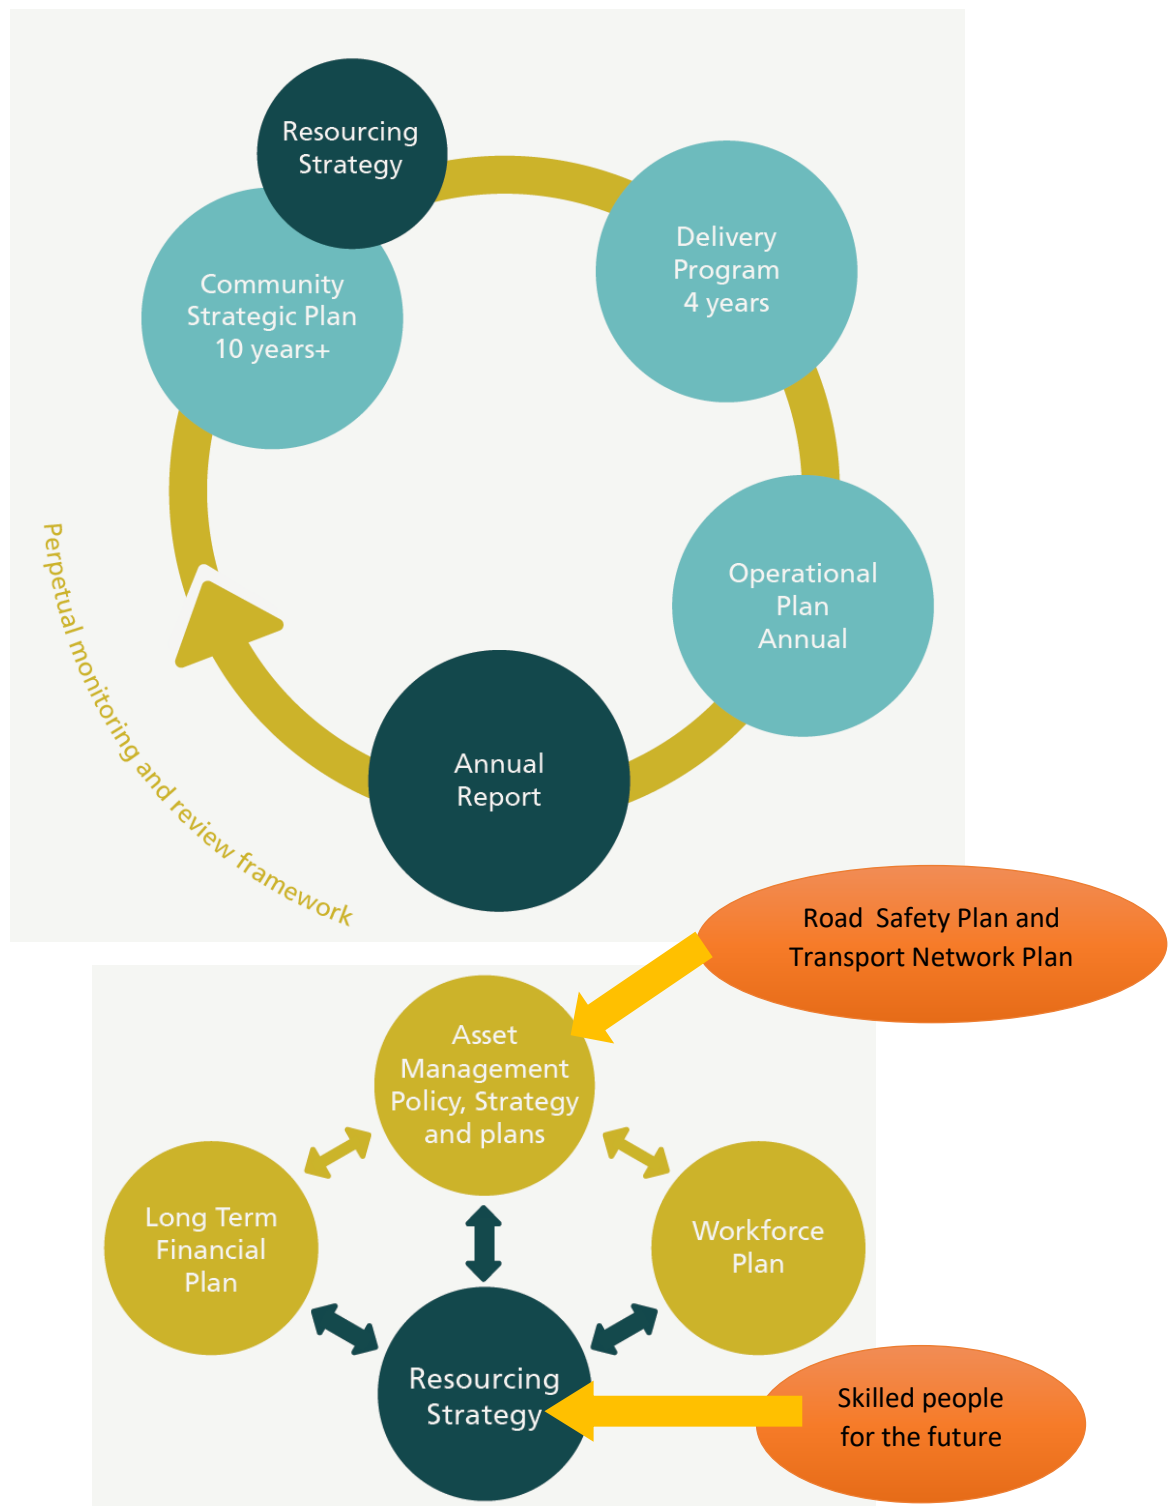 Resourcing
Strategy
Community
Strategic Plan
10 years+
Delivery
Program
4 years
Operational
Plan
Annual
Annual
Report
Perpetual monitoring and review framework
Road Safety Plan and
Transport Network Plan
Asset
Management
Policy, Strategy
and plans
Long Term
Financial
Plan
Workforce
Plan
Resourcing
Strategy
Skilled people
for the future